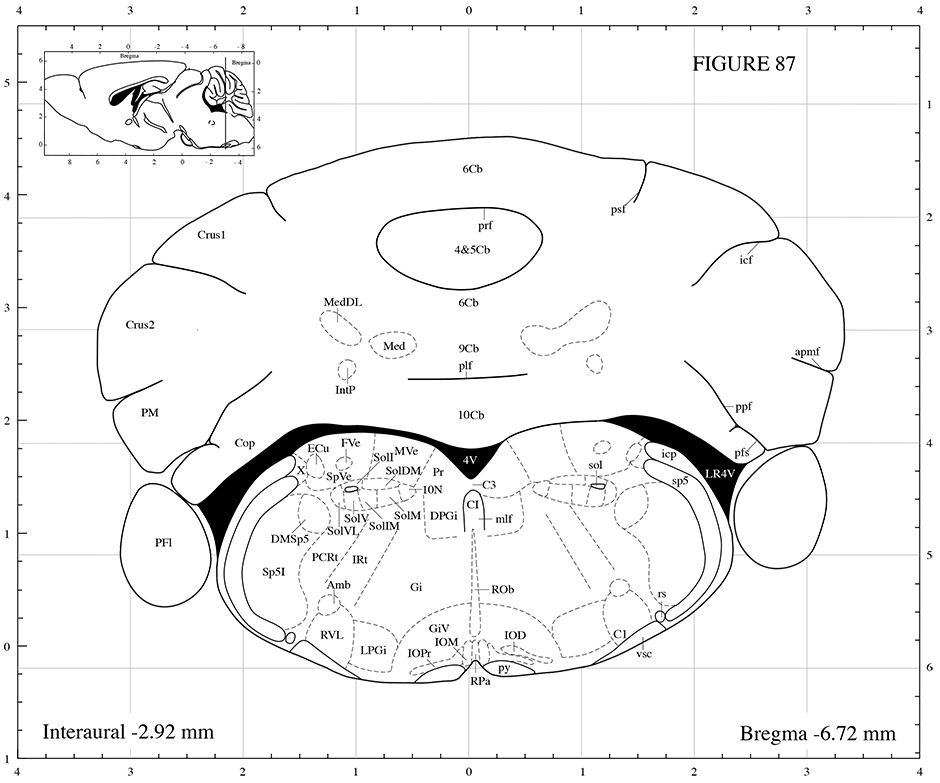 4 3 2 1 0 1 2 3 4
FIGURE 87
4 2 0 -2 -4 -6 -8
Bregma
Bregma
6 4 2 0
0 2 4 6
8 6 4 2 0 -2 -4
5 4 3 2 1 0 1
1 2 3 4 5 6
6Cb
psf
prf
4&5Cb
Crus1
icf
6Cb
MedDL
Crus2
Med
9Cb
apmf
plf
IntP
ppf
PM
10Cb
Cop
ECu
FVe
MVe
4V
icp
pfs
SolI
X
SpVe
SolDM
Pr
sol
sp5
LR4V
C3
10N
CI
SolV
SolM
DPGi
mlf
SolVL
SolIM
DMSp5
PFl
PCRt
IRt
Sp5I
Amb
Gi
ROb
rs
RVL
GiV
IOD
C1
IOM
LPGi
IOPr
vsc
py
RPa
Interaural -2.92 mm
Bregma -6.72 mm
4 3 2 1 0 1 2 3 4